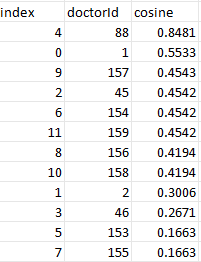 index doctorId cosine
4 88 0.8481
0 1 0.5533
9 157 0.4543
2 45 0.4542
6 154 0.4542
11 159 0.4542
8 156 0.4194
10 158 0.4194
1 2 0.3006
3 46 0.2671
5 153 0.1663
7 155 0.1663